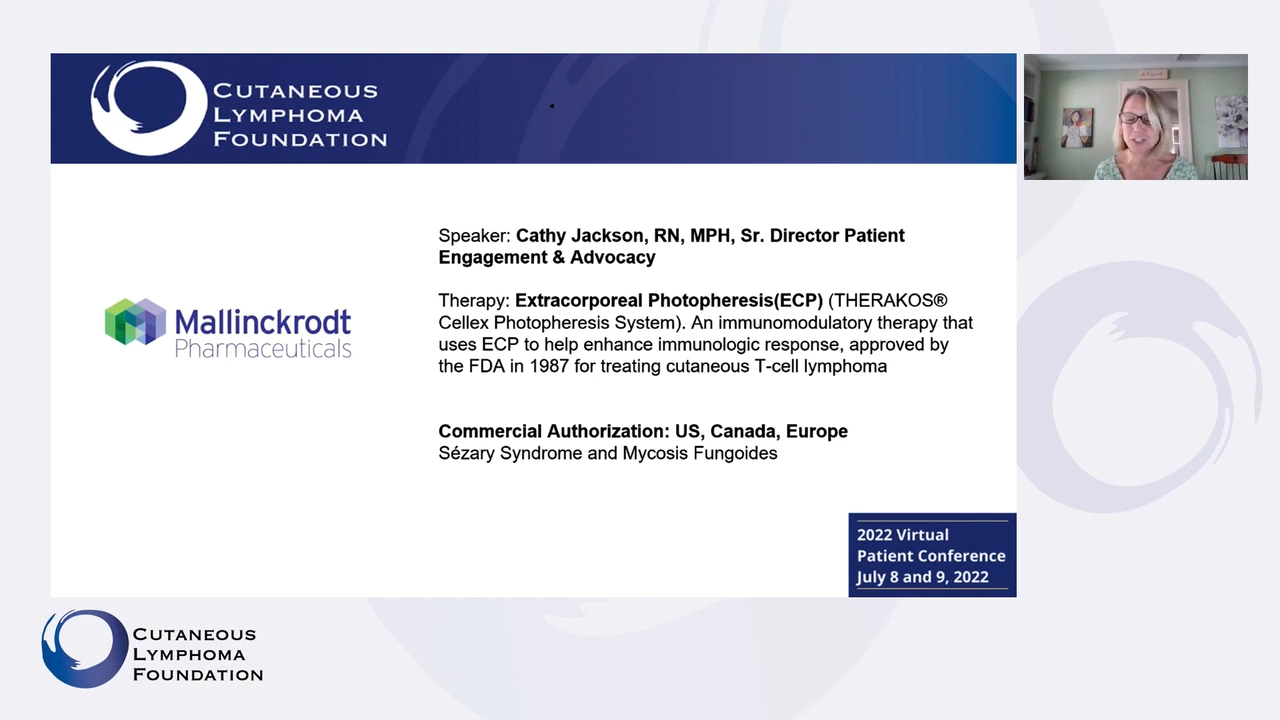 CUTANEOUS
LYMPHOMA
FOUNDATION
Speaker: Cathy Jackson, RN, MPH, Sr. Director Patient
Engagement & Advocacy
Mallinckrodt
Pharmaceuticals
Therapy: Extracorporeal Photopheresis(ECP) (THERAKOS®
Cellex Photopheresis System). An immunomodulatory therapy that
uses ECP to help enhance immunologic response, approved by
the FDA in 1987 for treating cutaneous T-cell lymphoma
Commercial Authorization: US, Canada, Europe
Sézary Syndrome and Mycosis Fungoides
2022 Virtual
Patient Conference
July 8 and 9, 2022
CUTANEOUS
LYMPHOMA
FOUNDATION